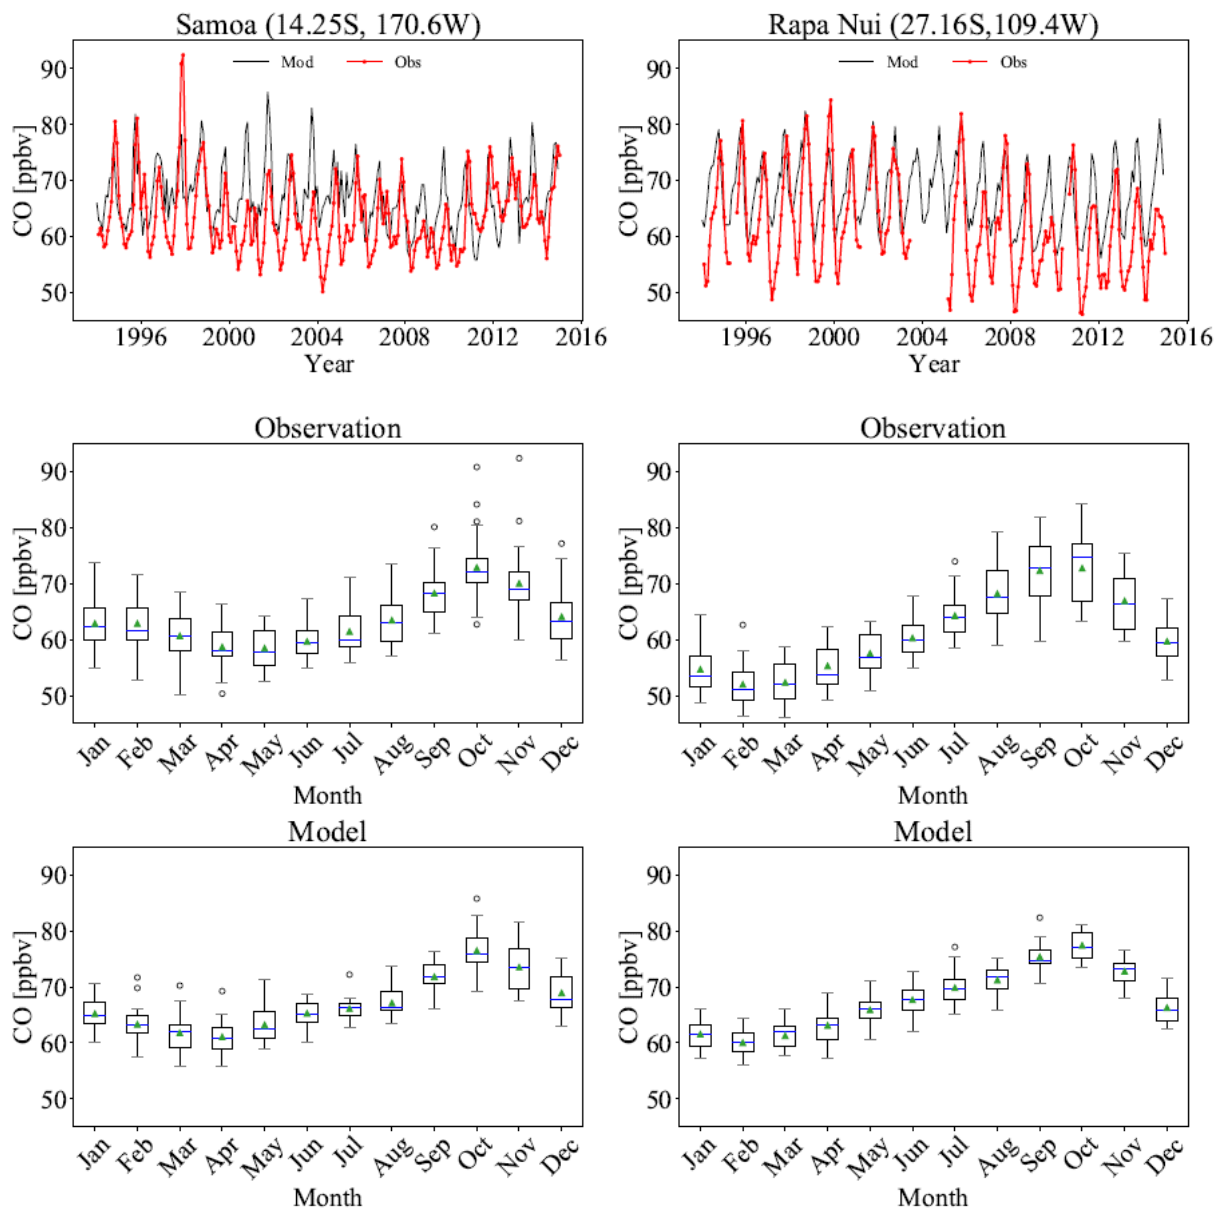 Samoa (14.25S, 170.6W)
Mod
Obs
CO [ppbv]
90
80
70
60
50
1996
2000
2004
2008
2012
2016
Year
Rapa Nui (27.16S,109.4W)
Mod
Obs
CO [ppbv]
90
80
70
60
50
1996
2000
2004
2008
2012
2016
Year
Observation
CO [ppbv]
90
80
70
60
50
Jan
Feb
Mar
Apr
May
Jun
Jul
Aug
Sep
Oct
Nov
Dec
Month
Observation
CO [ppbv]
90
80
70
60
50
Jan
Feb
Mar
Apr
May
Jun
Jul
Aug
Sep
Oct
Nov
Dec
Month
Model
CO [ppbv]
90
80
70
60
50
Jan
Feb
Mar
Apr
May
Jun
Jul
Aug
Sep
Oct
Nov
Dec
Month
Model
CO [ppbv]
90
80
70
60
50
Jan
Feb
Mar
Apr
May
Jun
Jul
Aug
Sep
Oct
Nov
Dec
Month